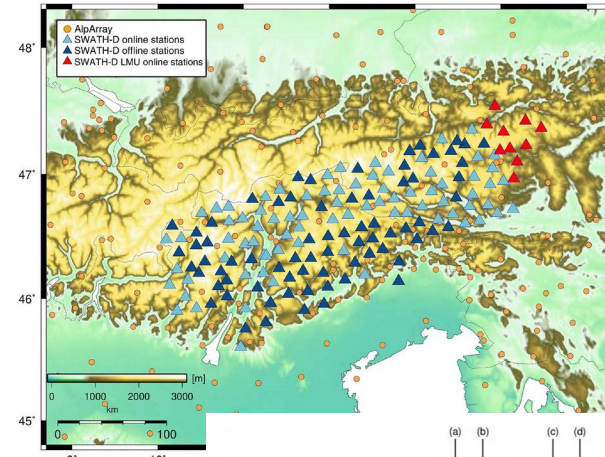 48°
AlpArray
SWATH-D online stations
SWATH-D offline stations
SWATH-D LMU online stations
47°
46°
0 1000 2000 3000 [m]
km
0 100
45°
(a) (b) (c) (d)